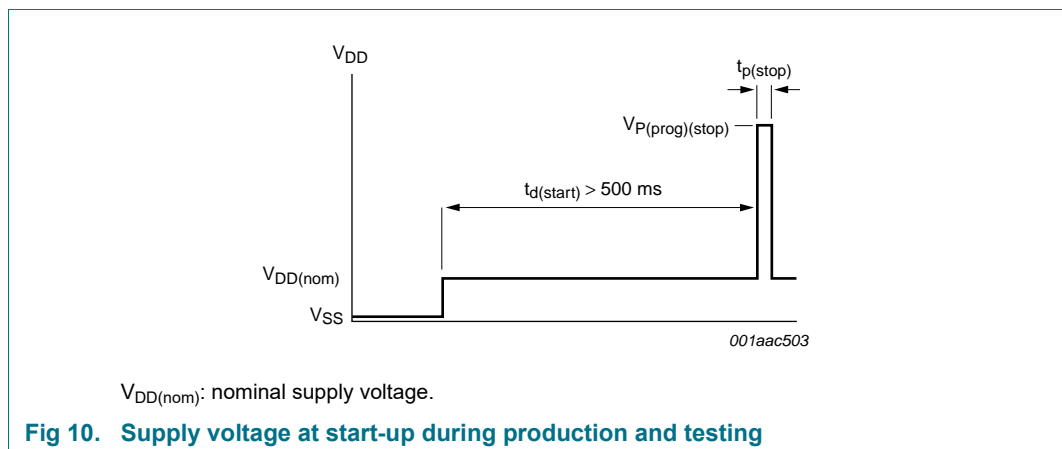 VDD
tp(stop)
VP(prog)(stop)
td(start) > 500 ms
VDD(nom)
VSS
001aac503
VDD(nom): nominal supply voltage.
Fig 10. Supply voltage at start-up during production and testing